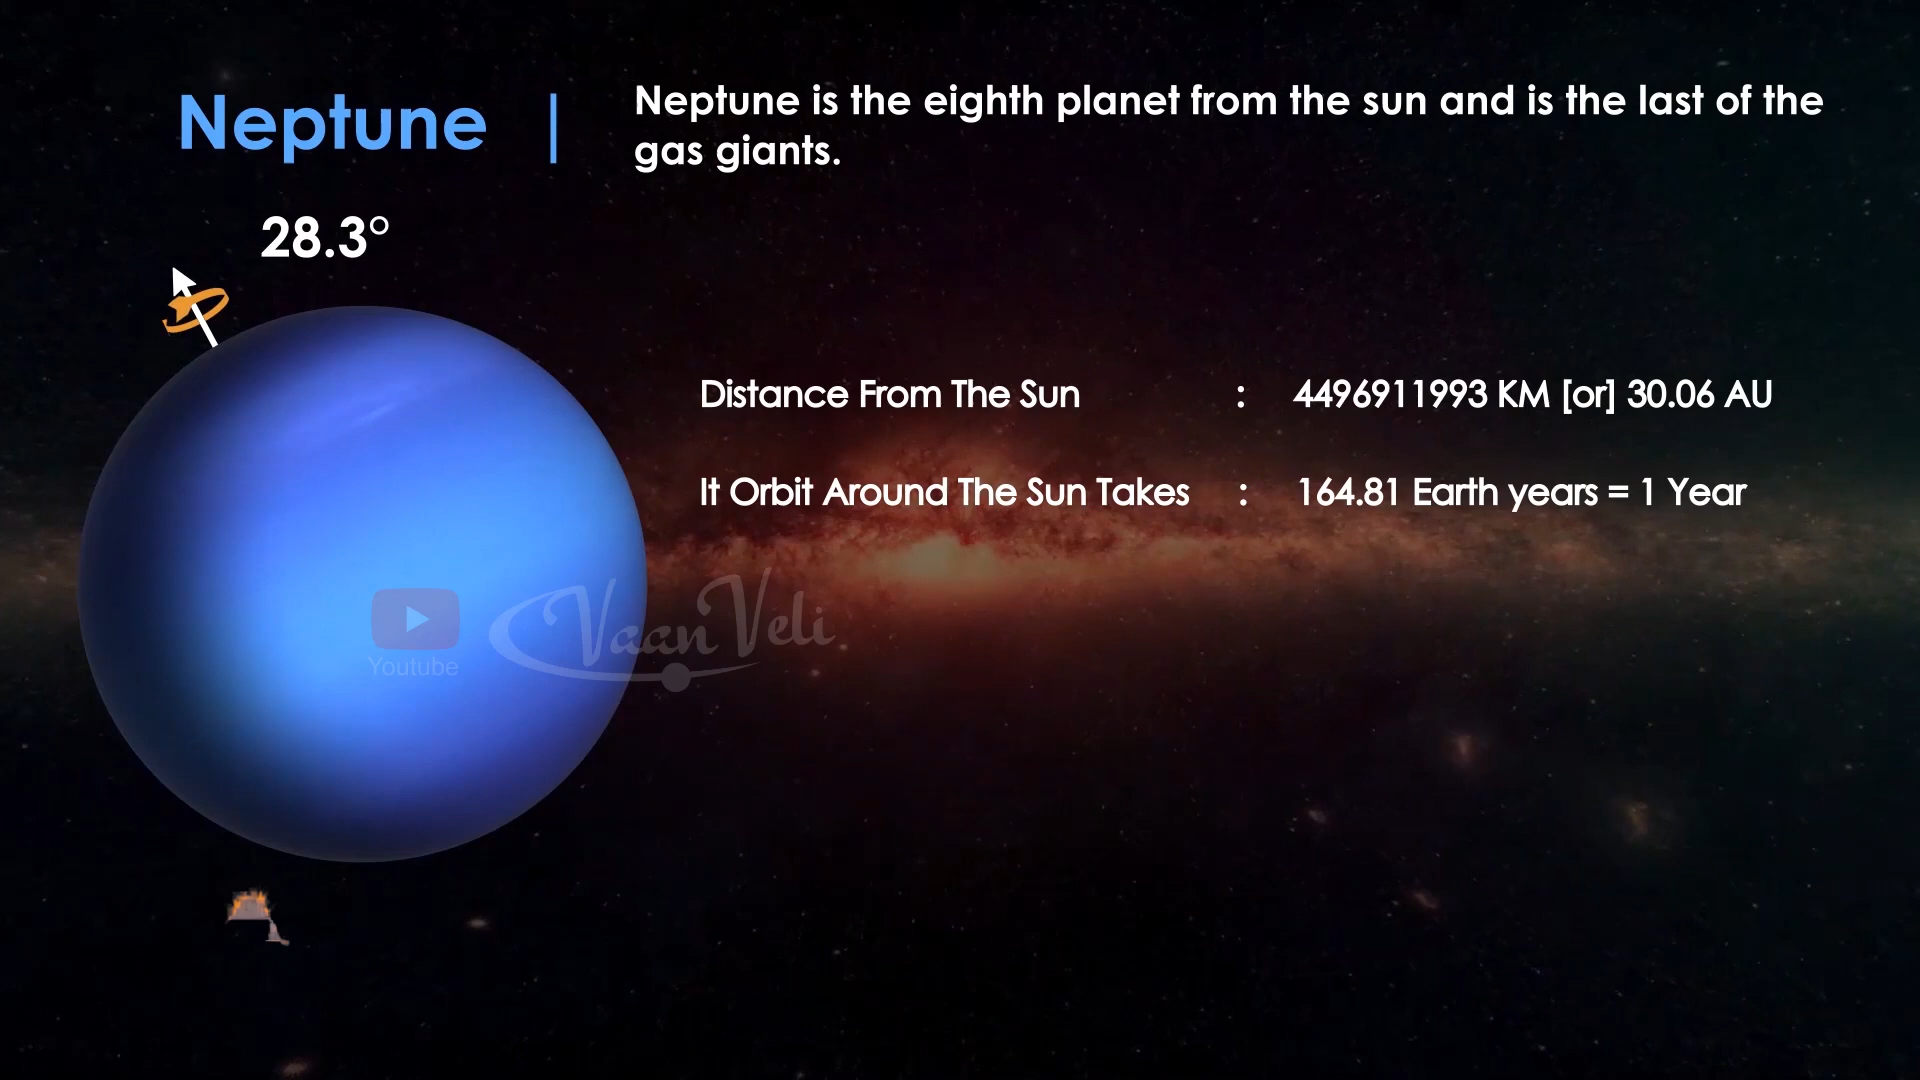 Neptune |
Neptune is the eighth planet from the sun and is the last of the
gas giants.
28.3°
Distance From The Sun : 4496911993 KM [or] 30.06 AU
It Orbit Around The Sun Takes : 164.81 Earth years = 1 Year
Youtube
VaanVeli